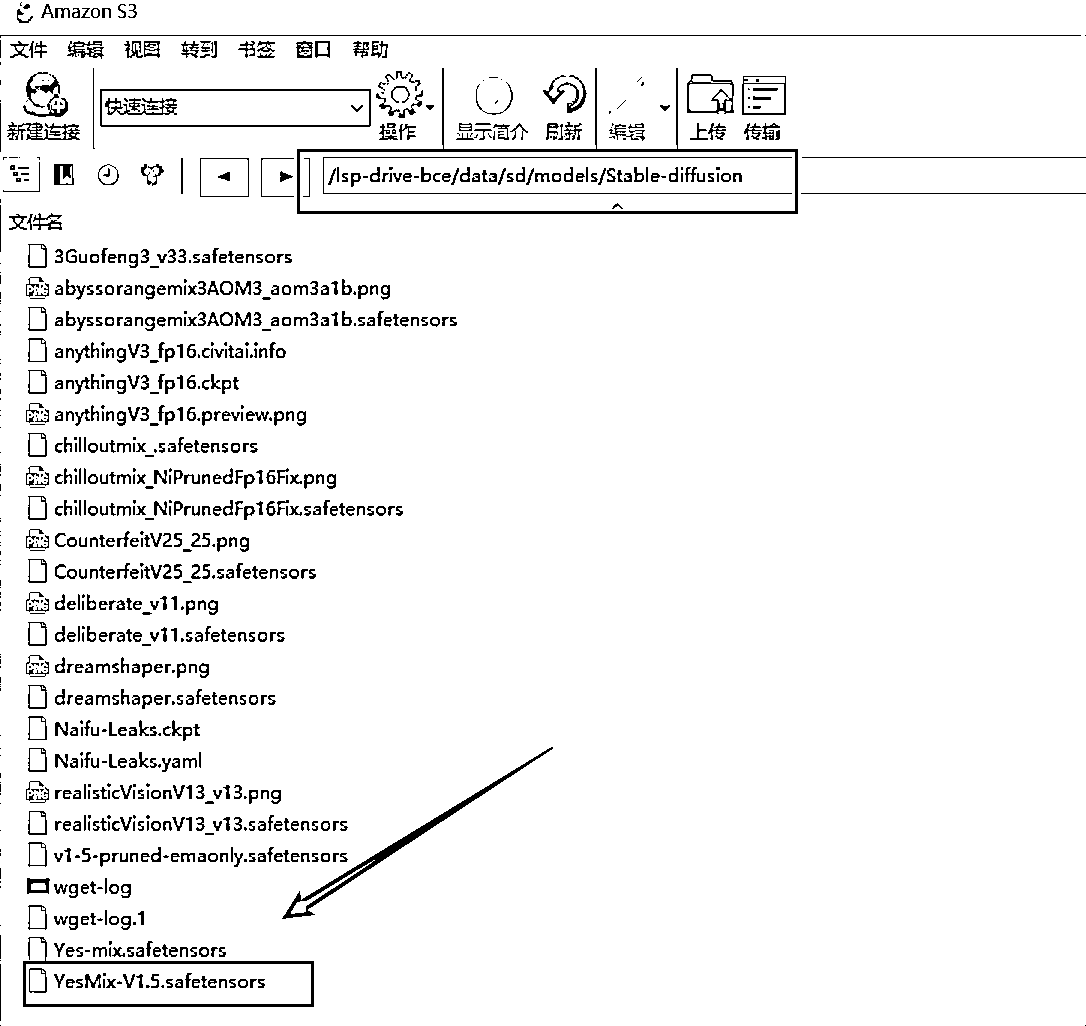 Amazon S3
文件 编辑 视图 转到 书签 窗口 帮助
快速连接
新建连接 操作 显示简介 刷新 编辑 上传 传输
/lsp-drive-bce/data/sd/models/Stable-diffusion
文件名
3Guofeng3_v33.safetensors
abyssorangemix3AOM3_aom3a1b.png
abyssorangemix3AOM3_aom3a1b.safetensors
anythingV3_fp16.civitai.info
anythingV3_fp16.ckpt
anythingV3_fp16.preview.png
chilloutmix_.safetensors
chilloutmix_NiPrunedFp16Fix.png
chilloutmix_NiPrunedFp16Fix.safetensors
CounterfeitV25_25.png
CounterfeitV25_25.safetensors
deliberate_v11.png
deliberate_v11.safetensors
dreamshaper.png
dreamshaper.safetensors
Naifu-Leaks.ckpt
Naifu-Leaks.yaml
realisticVisionV13_v13.png
realisticVisionV13_v13.safetensors
v1-5-pruned-emaonly.safetensors
wget-log
wget-log.1
Yes-mix.safetensors
YesMix-V1.5.safetensors